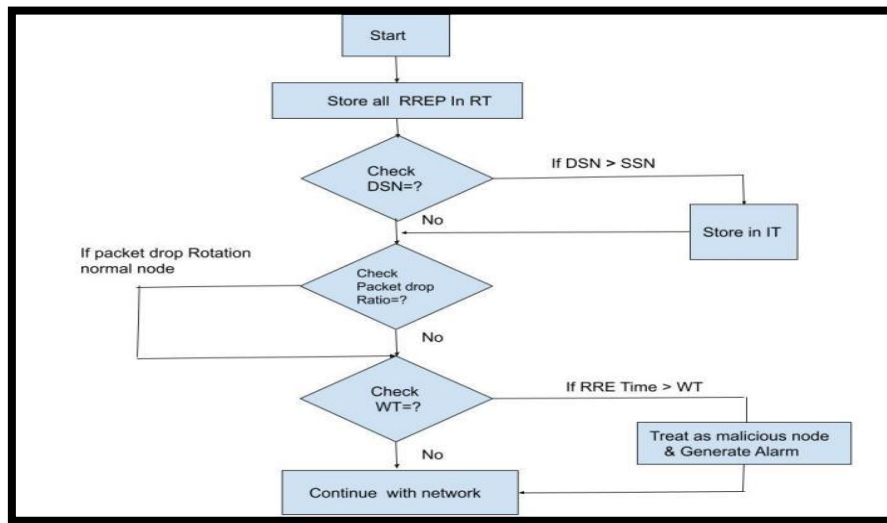 Start
Store all RREP In RT
Check
DSN=?
If DSN > SSN
No
Store in IT
If packet drop Rotation
normal node
Check
Packet drop
Ratio=?
No
Check
WT=?
If RRE Time > WT
Treat as malicious node
& Generate Alarm
No
Continue with network